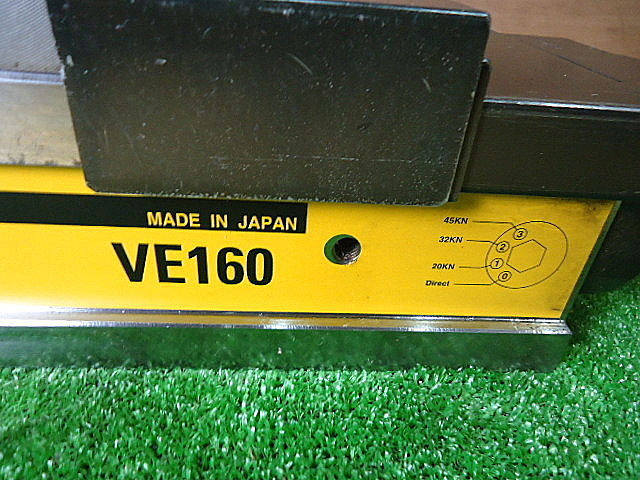 MADE IN JAPAN
VE160
45KN
3
32KN
2
20KN
1
Direct
0